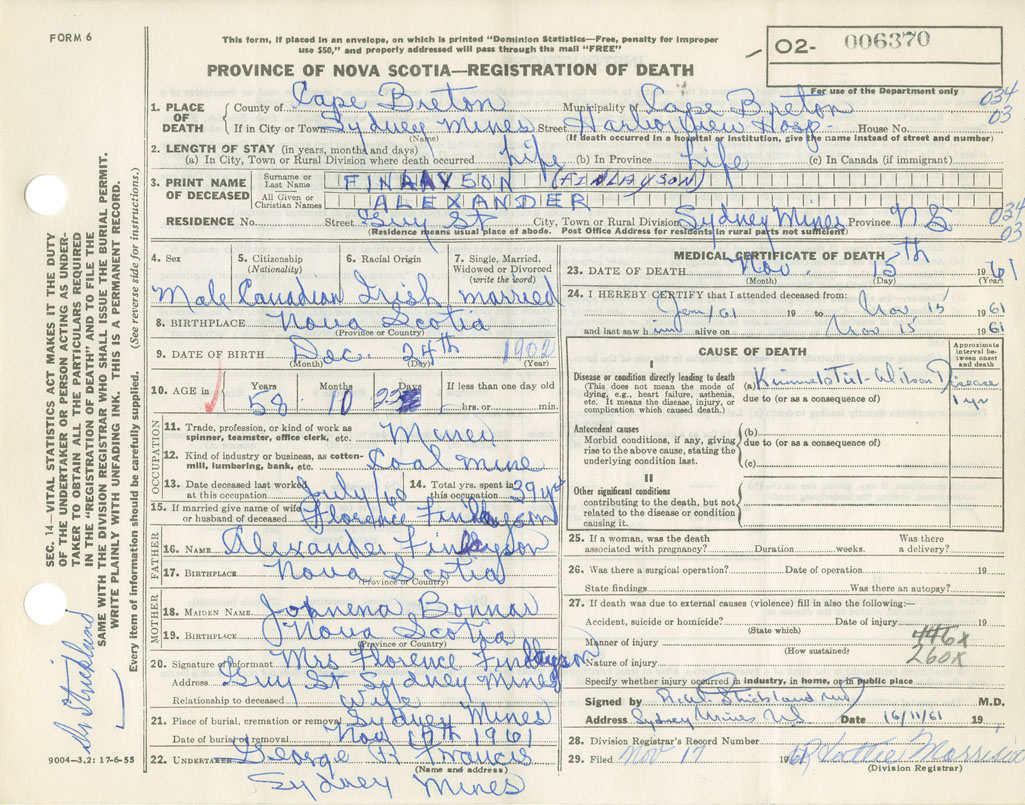 FORM 6
This form, if placed in an envelope, on which is printed "Dominion Statistics—Free, penalty for improper
use $50," and properly addressed will pass through the mail "FREE"
O2- 006370
PROVINCE OF NOVA SCOTIA—REGISTRATION OF DEATH
For use of the Department only
034
03
1. PLACE OF DEATH
County of Cape Breton Municipality of Cape Breton
If in City or Town Sydney Mines Street Harborview Hosp House No.
(Name) (If death occurred in a hospital or institution, give the name instead of street and number)
2. LENGTH OF STAY (in years, months and days)
(a) In City, Town or Rural Division where death occurred Life (b) In Province Life (c) In Canada (if immigrant)
3. PRINT NAME OF DECEASED
Surname or Last Name FINLAYSON (FINLAYSON)
All Given or Christian Names ALEXANDER
RESIDENCE No. Street Guy St City, Town or Rural Division Sydney Mines Province NS
034
03
(Residence means usual place of abode. Post Office Address for residents in rural parts not sufficient)
4. Sex Male
5. Citizenship (Nationality) Canadian
6. Racial Origin Irish
7. Single, Married, Widowed or Divorced (write the word) married
8. BIRTHPLACE Nova Scotia
(Province or Country)
9. DATE OF BIRTH Dec. 24th 1902
(Month) (Day) (Year)
10. AGE in Years Months Days If less than one day old
58 10 22 hrs. or min.
OCCUPATION
11. Trade, profession, or kind of work as spinner, teamster, office clerk, etc. Miner
12. Kind of industry or business, as cotton-mill, lumbering, bank, etc. Coal Mine
13. Date deceased last worked at this occupation July/60
14. Total yrs. spent in this occupation 39 yrs
15. If married give name of wife or husband of deceased Florence Finlayson
FATHER
16. NAME Alexander Finlayson
17. BIRTHPLACE Nova Scotia
(Province or Country)
MOTHER
18. MAIDEN NAME Johnena Bonnar
19. BIRTHPLACE Nova Scotia
(Province or Country)
20. Signature of Informant Mrs Florence Finlayson
Address Guy St Sydney Mines
Relationship to deceased Wife
21. Place of burial, cremation or removal Sydney Mines
Date of burial or removal Nov 1961
22. UNDERTAKER George R Francis
(Name and address)
Sydney Mines
MEDICAL CERTIFICATE OF DEATH
23. DATE OF DEATH Nov. 15th 1961
(Month) (Day) (Year)
24. I HEREBY CERTIFY that I attended deceased from:
Jan/61 19 to Nov. 15 1961
and last saw him alive on Nov 15 1961
CAUSE OF DEATH
Approximate interval between onset and death
I
Disease or condition directly leading to death
(This does not mean the mode of dying, e.g., heart failure, asthenia, etc. It means the disease, injury, or complication which caused death.)
(a) Kimmelstiel-Wilson Disease
due to (or as a consequence of) 1 yr
Antecedent causes
Morbid conditions, if any, giving rise to the above cause, stating the underlying condition last.
(b)
due to (or as a consequence of)
(c)
II
Other significant conditions
contributing to the death, but not related to the disease or condition causing it.
25. If a woman, was the death associated with pregnancy? Duration weeks. Was there a delivery?
26. Was there a surgical operation? Date of operation 19
State findings Was there an autopsy?
27. If death was due to external causes (violence) fill in also the following:—
Accident, suicide or homicide? Date of injury 19
(State which)
Manner of injury 446X
(How sustained)
Nature of injury 260X
Specify whether injury occurred in industry, in home, or in public place
Signed by R.W. Strickland MD M.D.
Address Sydney Mines N.S. Date 16/11/61 19
28. Division Registrar's Record Number
29. Filed Nov 17 1961 Lottie Morrison
(Division Registrar)
SEC. 14—VITAL STATISTICS ACT MAKES IT THE DUTY
OF THE UNDERTAKER OR PERSON ACTING AS UNDER-
TAKER TO OBTAIN ALL THE PARTICULARS REQUIRED
IN THE "REGISTRATION OF DEATH" AND TO FILE THE
SAME WITH THE DIVISION REGISTRAR WHO SHALL ISSUE THE BURIAL PERMIT.
WRITE PLAINLY WITH UNFADING INK. THIS IS A PERMANENT RECORD.
Every item of information should be carefully supplied. (See reverse side for instructions.)
Dr Strickland
9004-3.2: 17-6-55